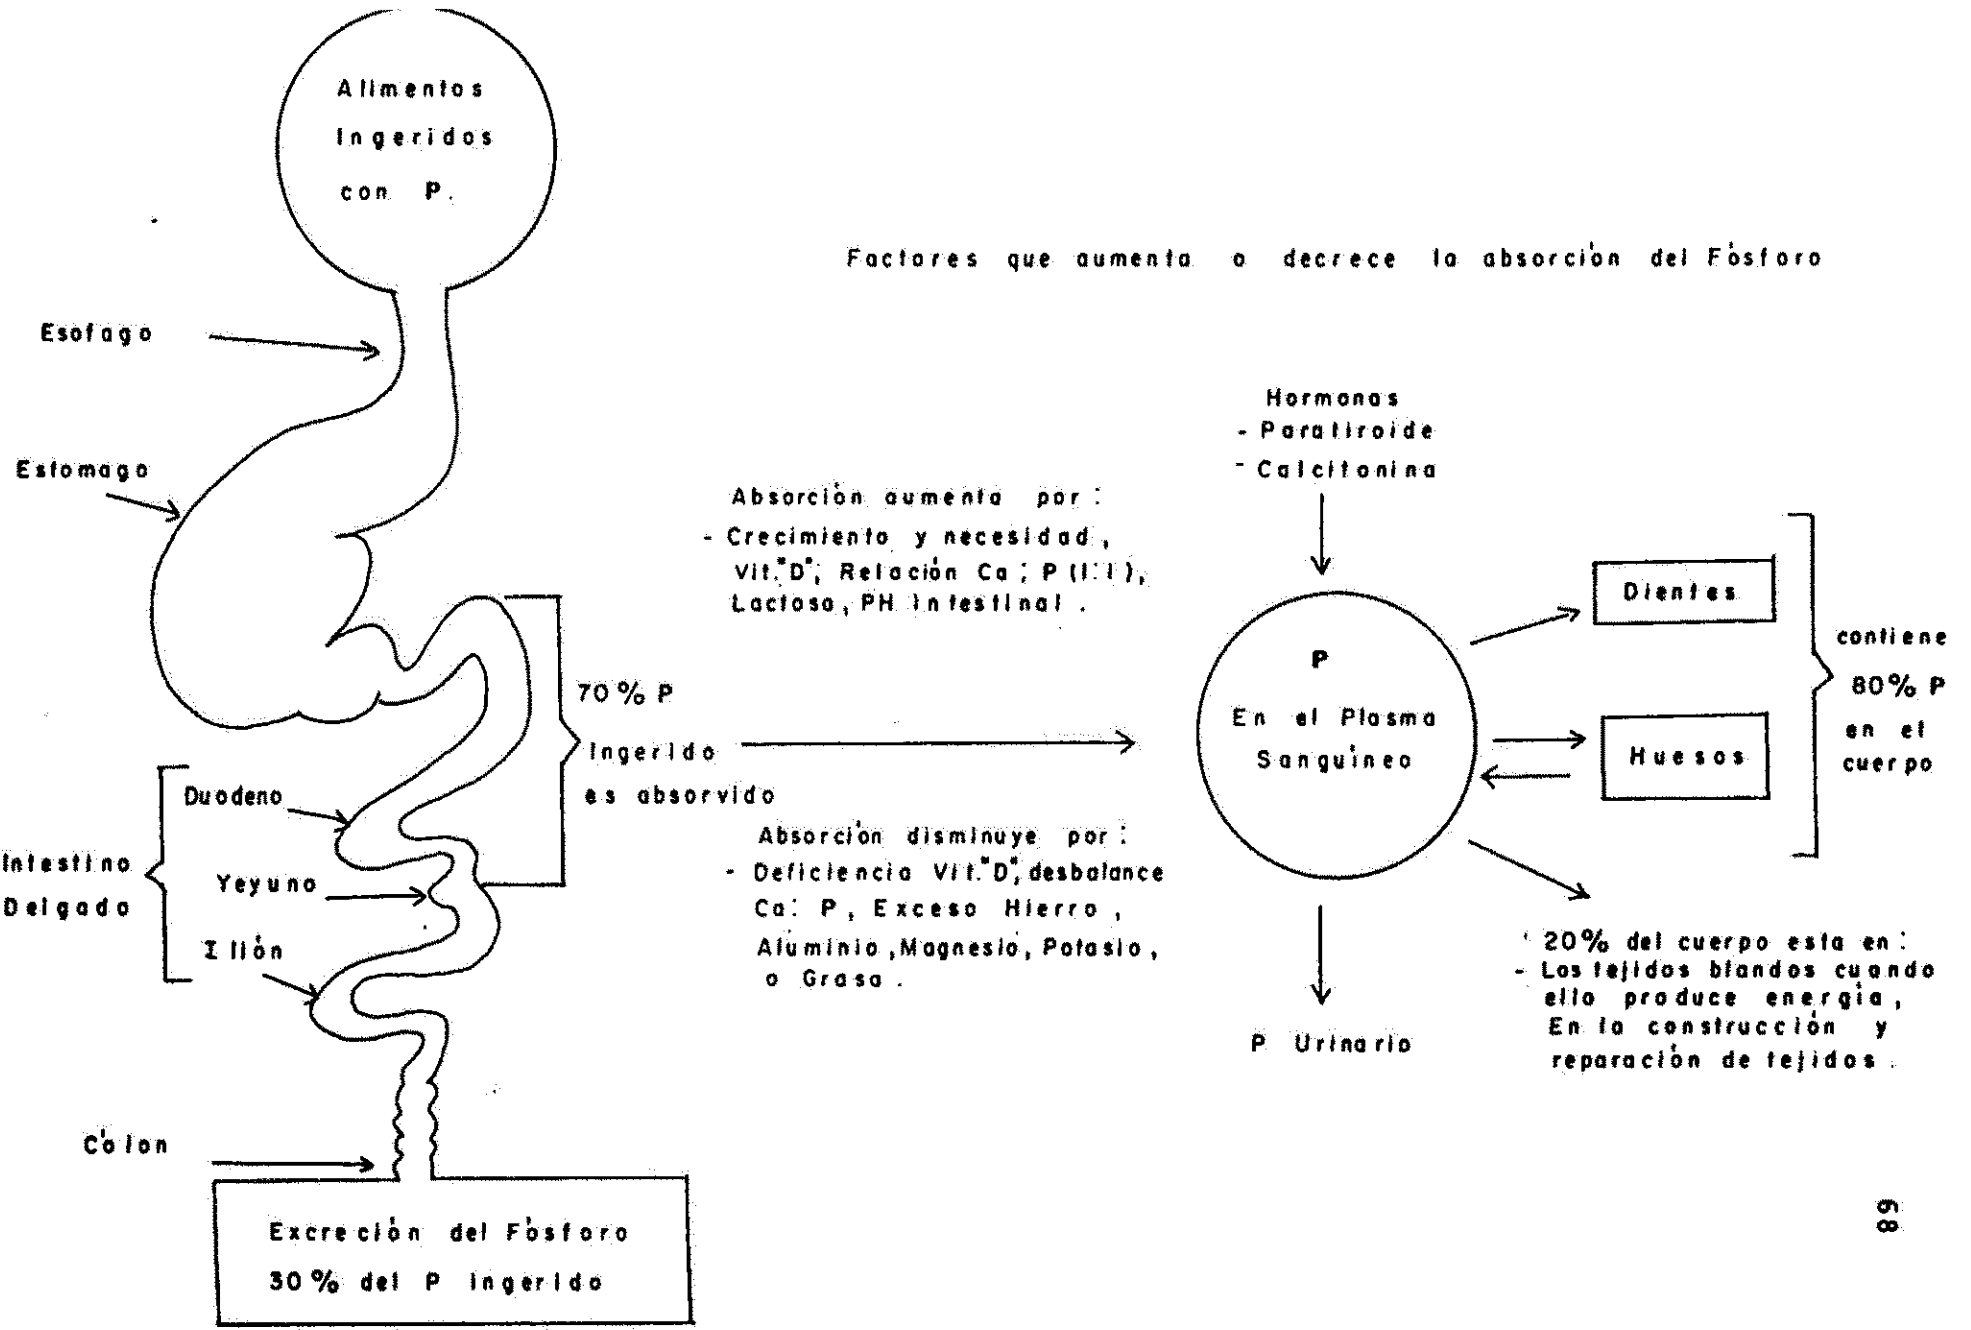 Alimentos
Ingeridos
con P.
Factores que aumenta o decrece la absorción del Fósforo
Esofago
Estomago
Hormonas
- Paratiroide
- Calcitonina
Absorción aumenta por:
- Crecimiento y necesidad,
Vit."D", Relación Ca; P (1:1),
Lactosa, PH intestinal.
Dientes
contiene
80% P
en el
cuerpo
P
En el Plasma
Sanguíneo
Huesos
70% P
Ingerido
es absorvido
Duodeno
Intestino
Delgado
Yeyuno
Ilión
Absorción disminuye por:
- Deficiencia Vit."D", desbalance
Ca: P, Exceso Hierro,
Aluminio, Magnesio, Potasio,
o Grasa.
P Urinario
20% del cuerpo esta en:
- Los tejidos blandos cuando
ello produce energía,
En la construcción y
reparación de tejidos.
Cólon
Excreción del Fósforo
30% del P ingerido
68